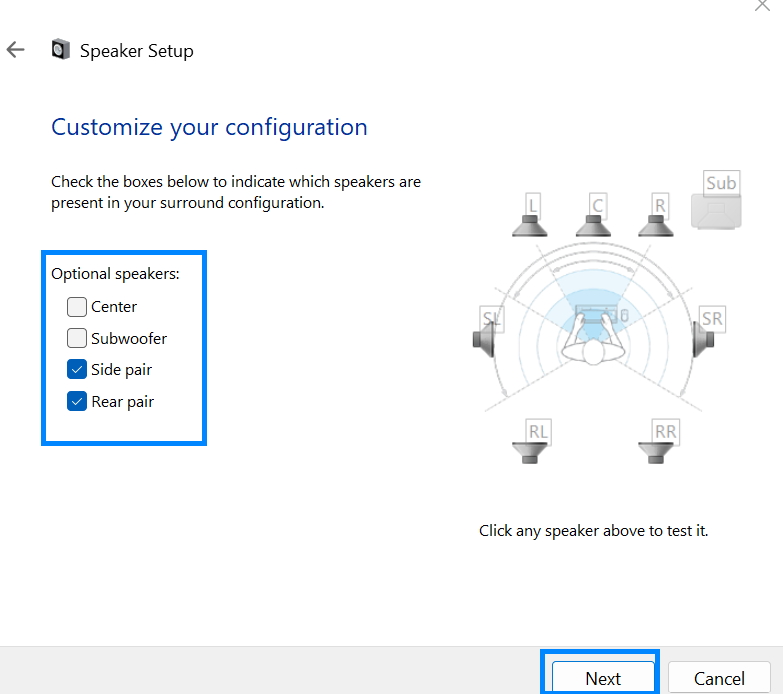 Speaker Setup
Customize your configuration
Check the boxes below to indicate which speakers are
present in your surround configuration.
Optional speakers:
Center
Subwoofer
Side pair
Rear pair
L
C
R
Sub
SL
SR
RL
RR
Click any speaker above to test it.
Next
Cancel